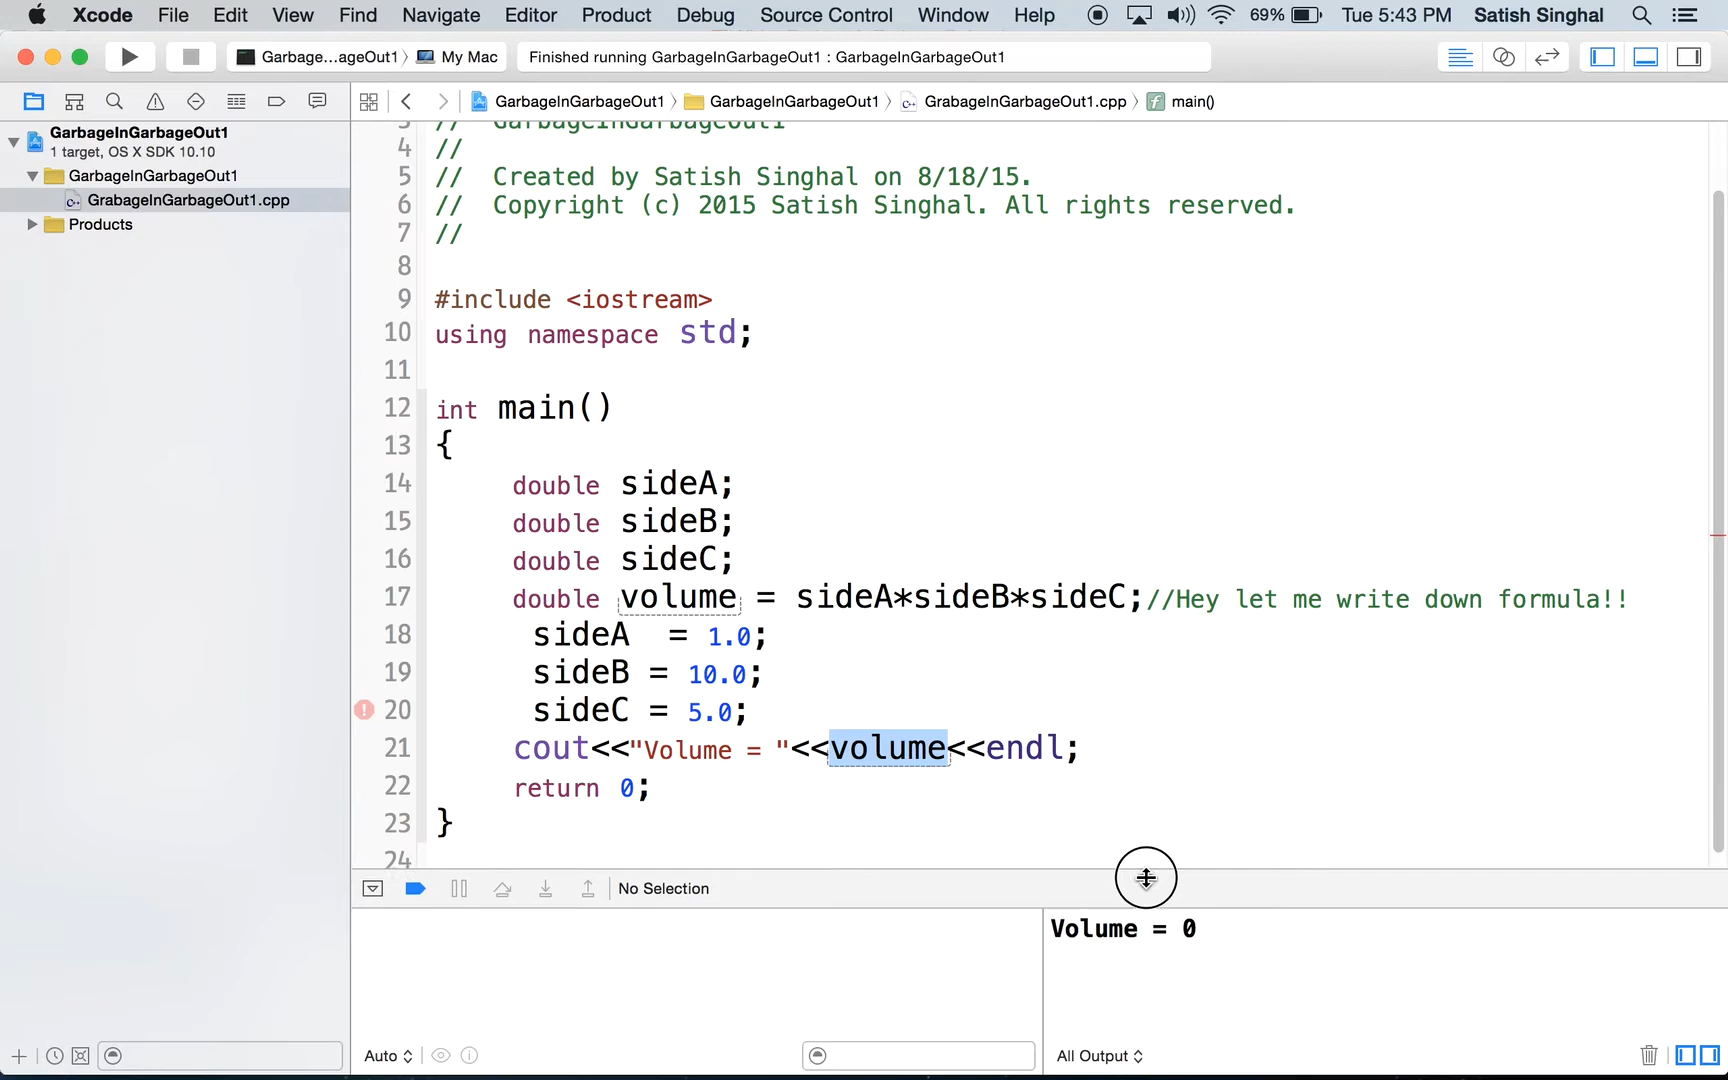 Xcode File Edit View Find Navigate Editor Product Debug Source Control Window Help 69% Tue 5:43 PM Satish Singhal
Garbage...ageOut1 〉 My Mac Finished running GarbageInGarbageOut1 : GarbageInGarbageOut1
GarbageInGarbageOut1 〉 GarbageInGarbageOut1 〉 GrabageInGarbageOut1.cpp 〉 main()
GarbageInGarbageOut1
1 target, OS X SDK 10.10
GarbageInGarbageOut1
GrabageInGarbageOut1.cpp
Products
3 // GarbageInGarbageOut1
4 //
5 // Created by Satish Singhal on 8/18/15.
6 // Copyright (c) 2015 Satish Singhal. All rights reserved.
7 //
8
9 #include <iostream>
10 using namespace std;
11
12 int main()
13 {
14 double sideA;
15 double sideB;
16 double sideC;
17 double volume = sideA*sideB*sideC;//Hey let me write down formula!!
18 sideA = 1.0;
19 sideB = 10.0;
20 sideC = 5.0;
21 cout<<"Volume = "<<volume<<endl;
22 return 0;
23 }
24
No Selection
Volume = 0
Auto
All Output